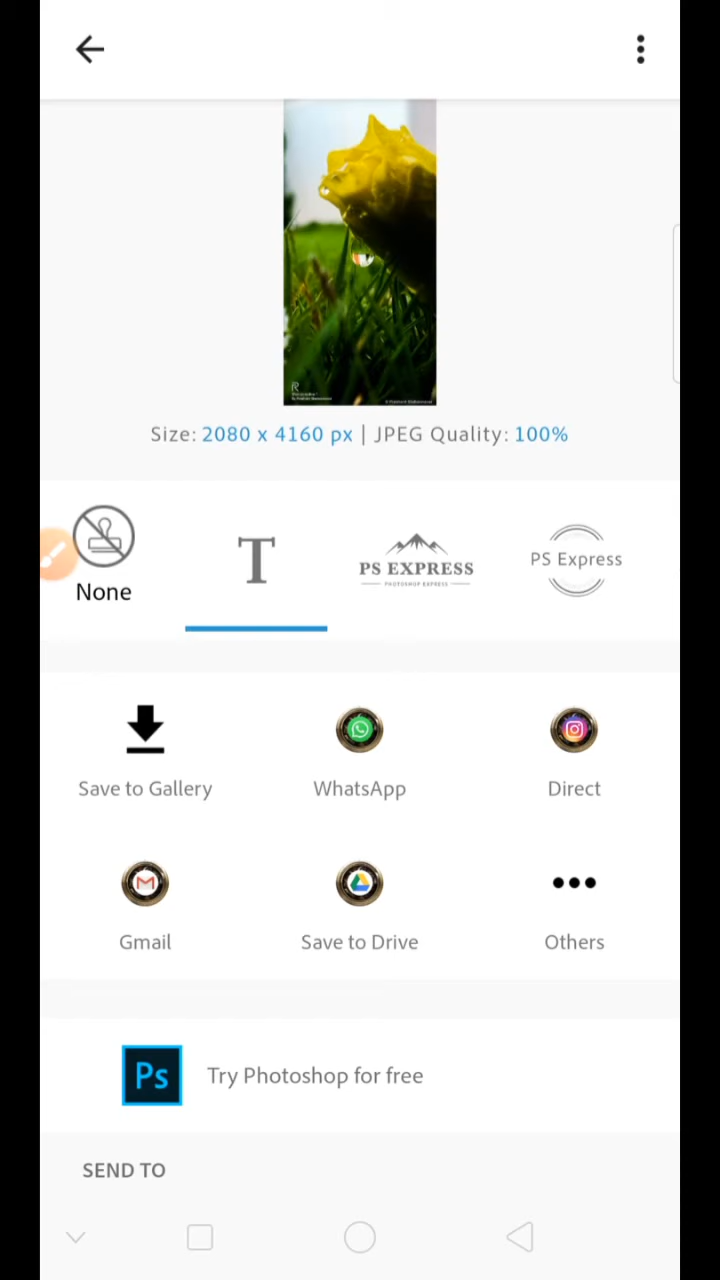 Size: 2080 x 4160 px | JPEG Quality: 100%
None
T
PS EXPRESS
PHOTOSHOP EXPRESS
PS Express
Save to Gallery
WhatsApp
Direct
Gmail
Save to Drive
Others
Ps
Try Photoshop for free
SEND TO